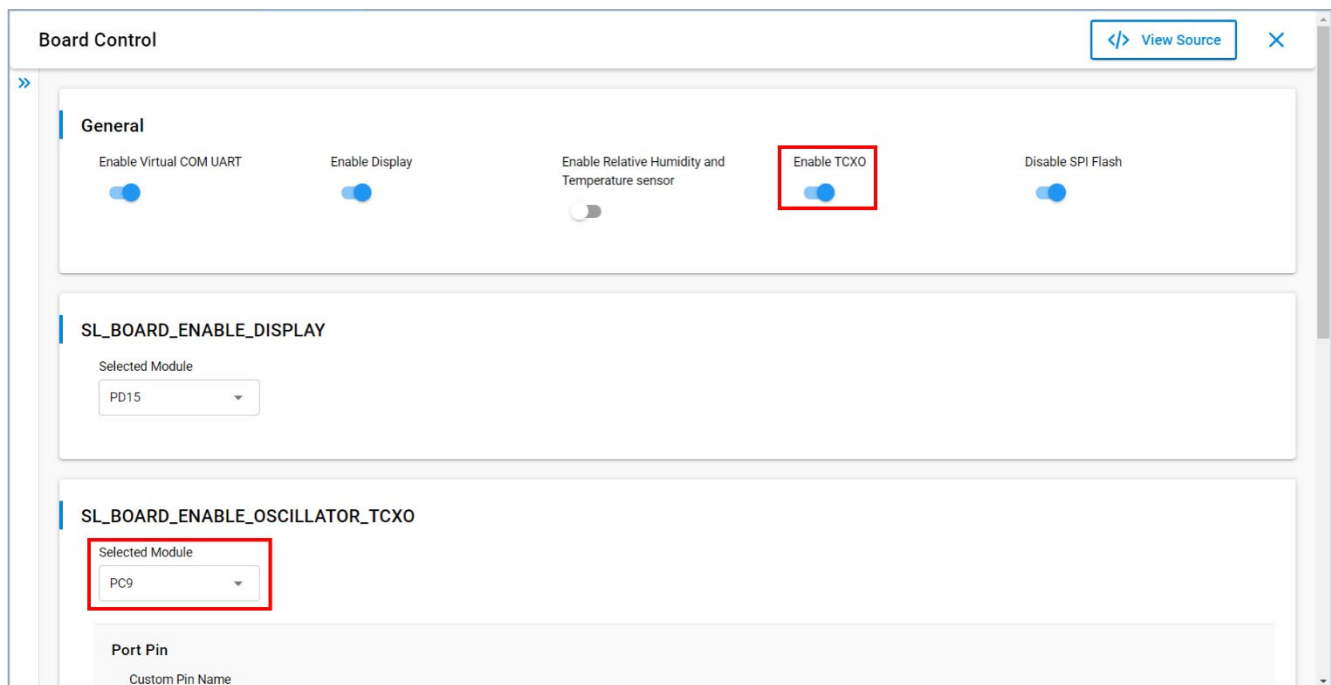 Board Control
</> View Source
General
Enable Virtual COM UART
Enable Display
Enable Relative Humidity and
Temperature sensor
Enable TCXO
Disable SPI Flash
SL_BOARD_ENABLE_DISPLAY
Selected Module
PD15
SL_BOARD_ENABLE_OSCILLATOR_TCXO
Selected Module
PC9
Port Pin
Custom Pin Name